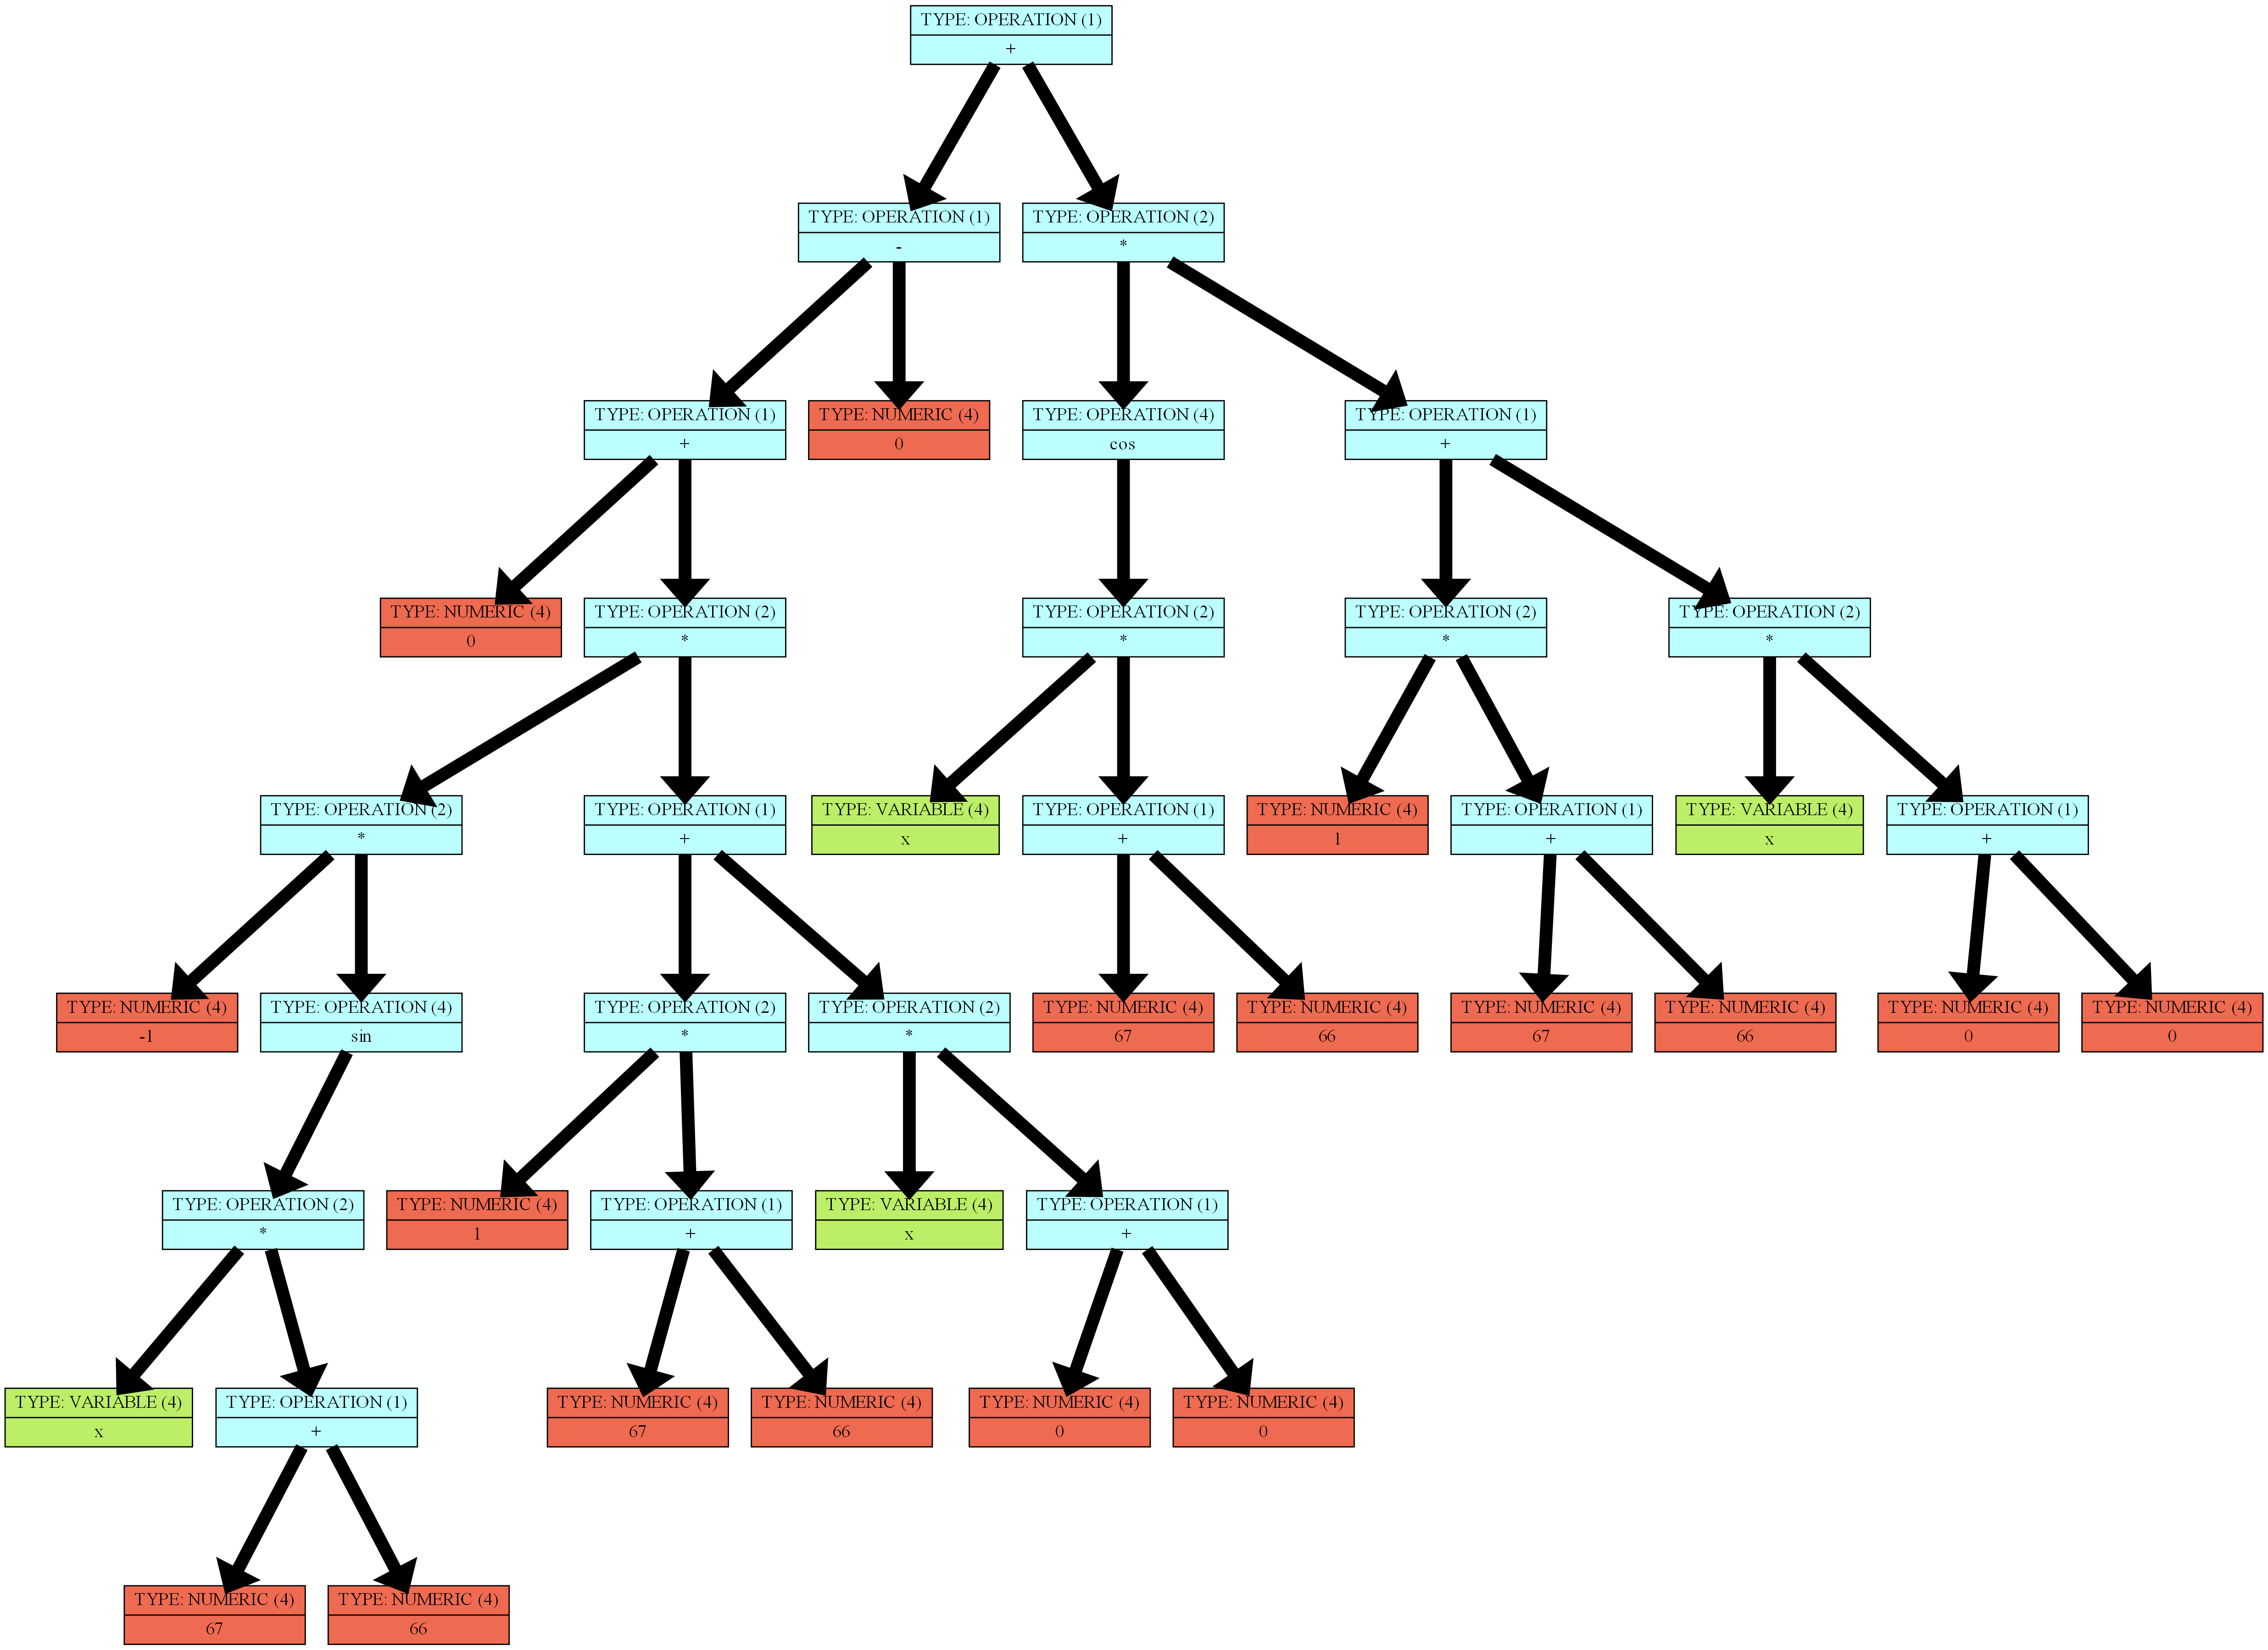 TYPE: OPERATION (1)
+
TYPE: OPERATION (1)
-
TYPE: OPERATION (2)
*
TYPE: OPERATION (1)
+
TYPE: NUMERIC (4)
0
TYPE: OPERATION (4)
cos
TYPE: OPERATION (1)
+
TYPE: NUMERIC (4)
0
TYPE: OPERATION (2)
*
TYPE: OPERATION (2)
*
TYPE: OPERATION (2)
*
TYPE: OPERATION (2)
*
TYPE: OPERATION (2)
*
TYPE: OPERATION (1)
+
TYPE: VARIABLE (4)
x
TYPE: OPERATION (1)
+
TYPE: NUMERIC (4)
1
TYPE: OPERATION (1)
+
TYPE: VARIABLE (4)
x
TYPE: OPERATION (1)
+
TYPE: NUMERIC (4)
-1
TYPE: OPERATION (4)
sin
TYPE: OPERATION (2)
*
TYPE: OPERATION (2)
*
TYPE: NUMERIC (4)
67
TYPE: NUMERIC (4)
66
TYPE: NUMERIC (4)
67
TYPE: NUMERIC (4)
66
TYPE: NUMERIC (4)
0
TYPE: NUMERIC (4)
0
TYPE: OPERATION (2)
*
TYPE: NUMERIC (4)
1
TYPE: OPERATION (1)
+
TYPE: VARIABLE (4)
x
TYPE: OPERATION (1)
+
TYPE: VARIABLE (4)
x
TYPE: OPERATION (1)
+
TYPE: NUMERIC (4)
67
TYPE: NUMERIC (4)
66
TYPE: NUMERIC (4)
0
TYPE: NUMERIC (4)
0
TYPE: NUMERIC (4)
67
TYPE: NUMERIC (4)
66